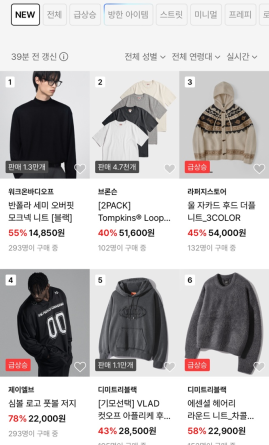 NEW 전체 급상승 방한 아이템 스트릿 미니멀 프레피
39분 전 갱신 전체 성별 전체 연령대 실시간
1 2 3
판매 1.3만개 판매 4.7천개 급상승
워크온바디오프 브론슨 라퍼지스토어
반폴라 세미 오버핏 [2PACK] 울 자카드 후드 더플
모크넥 니트 [블랙] Tompkins® Loop... 니트_3COLOR
55% 14,850원 40% 51,600원 45% 54,000원
293명이 구매 중 102명이 구매 중 132명이 구매 중
4 5 6
00
급상승 판매 1.1만개 급상승
제이엘브 디미트리블랙 디미트리블랙
심볼 로고 풋볼 저지 [기모선택] VLAD 에센셜 헤어리
컷오프 아플리케 후... 라운드 니트_차콜...
78% 22,000원 43% 28,500원 58% 22,900원
293명이 구매 중